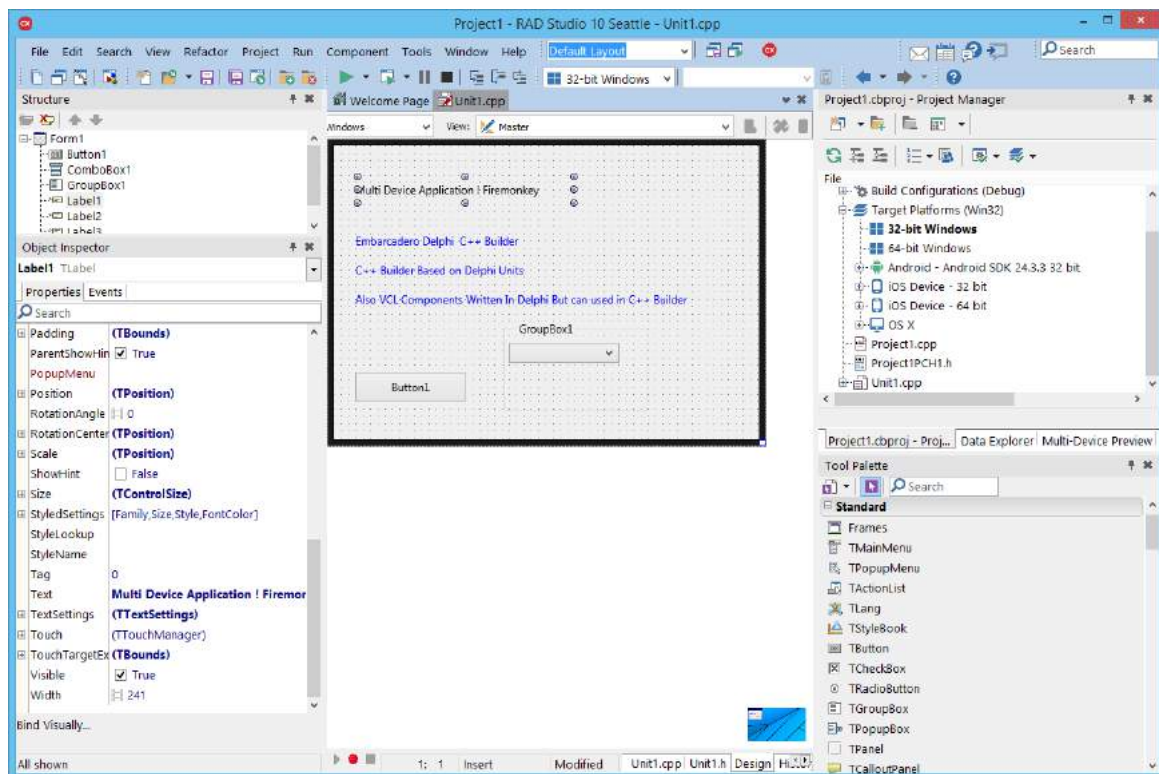 Project1 - RAD Studio 10 Seattle - Unit1.cpp
File Edit Search View Refactor Project Run Component Tools Window Help Default Layout Search
32-bit Windows
Structure
Form1
Button1
ComboBox1
GroupBox1
Label1
Label2
Label3
Object Inspector
Label1 TLabel
Properties Events
Search
Padding (TBounds)
ParentShowHin True
PopupMenu
Position (TPosition)
RotationAngle 0
RotationCenter (TPosition)
Scale (TPosition)
ShowHint False
Size (TControlSize)
StyledSettings [Family,Size,Style,FontColor]
StyleLookup
StyleName
Tag 0
Text Multi Device Application ! Firemor
TextSettings (TTextSettings)
Touch (TTouchManager)
TouchTargetEx (TBounds)
Visible True
Width 241
Bind Visually...
All shown
Welcome Page Unit1.cpp
Windows View: Master
Multi Device Application ! Firemonkey
Embarcadero Delphi C++ Builder
C++ Builder Based on Delphi Units
Also VCL Components Written In Delphi But can used in C++ Builder
GroupBox1
Button1
1: 1 Insert Modified Unit1.cpp Unit1.h Design
Project1.cbproj - Project Manager
File
Build Configurations (Debug)
Target Platforms (Win32)
32-bit Windows
64-bit Windows
Android - Android SDK 24.3.3 32 bit
iOS Device - 32 bit
iOS Device - 64 bit
OS X
Project1.cpp
Project1PCH1.h
Unit1.cpp
Project1.cbproj - Proj... Data Explorer Multi-Device Preview
Tool Palette
Search
Standard
Frames
TMainMenu
TPopupMenu
TActionList
TLang
TStyleBook
TButton
TCheckBox
TRadioButton
TGroupBox
TPopupBox
TPanel
TCalloutPanel